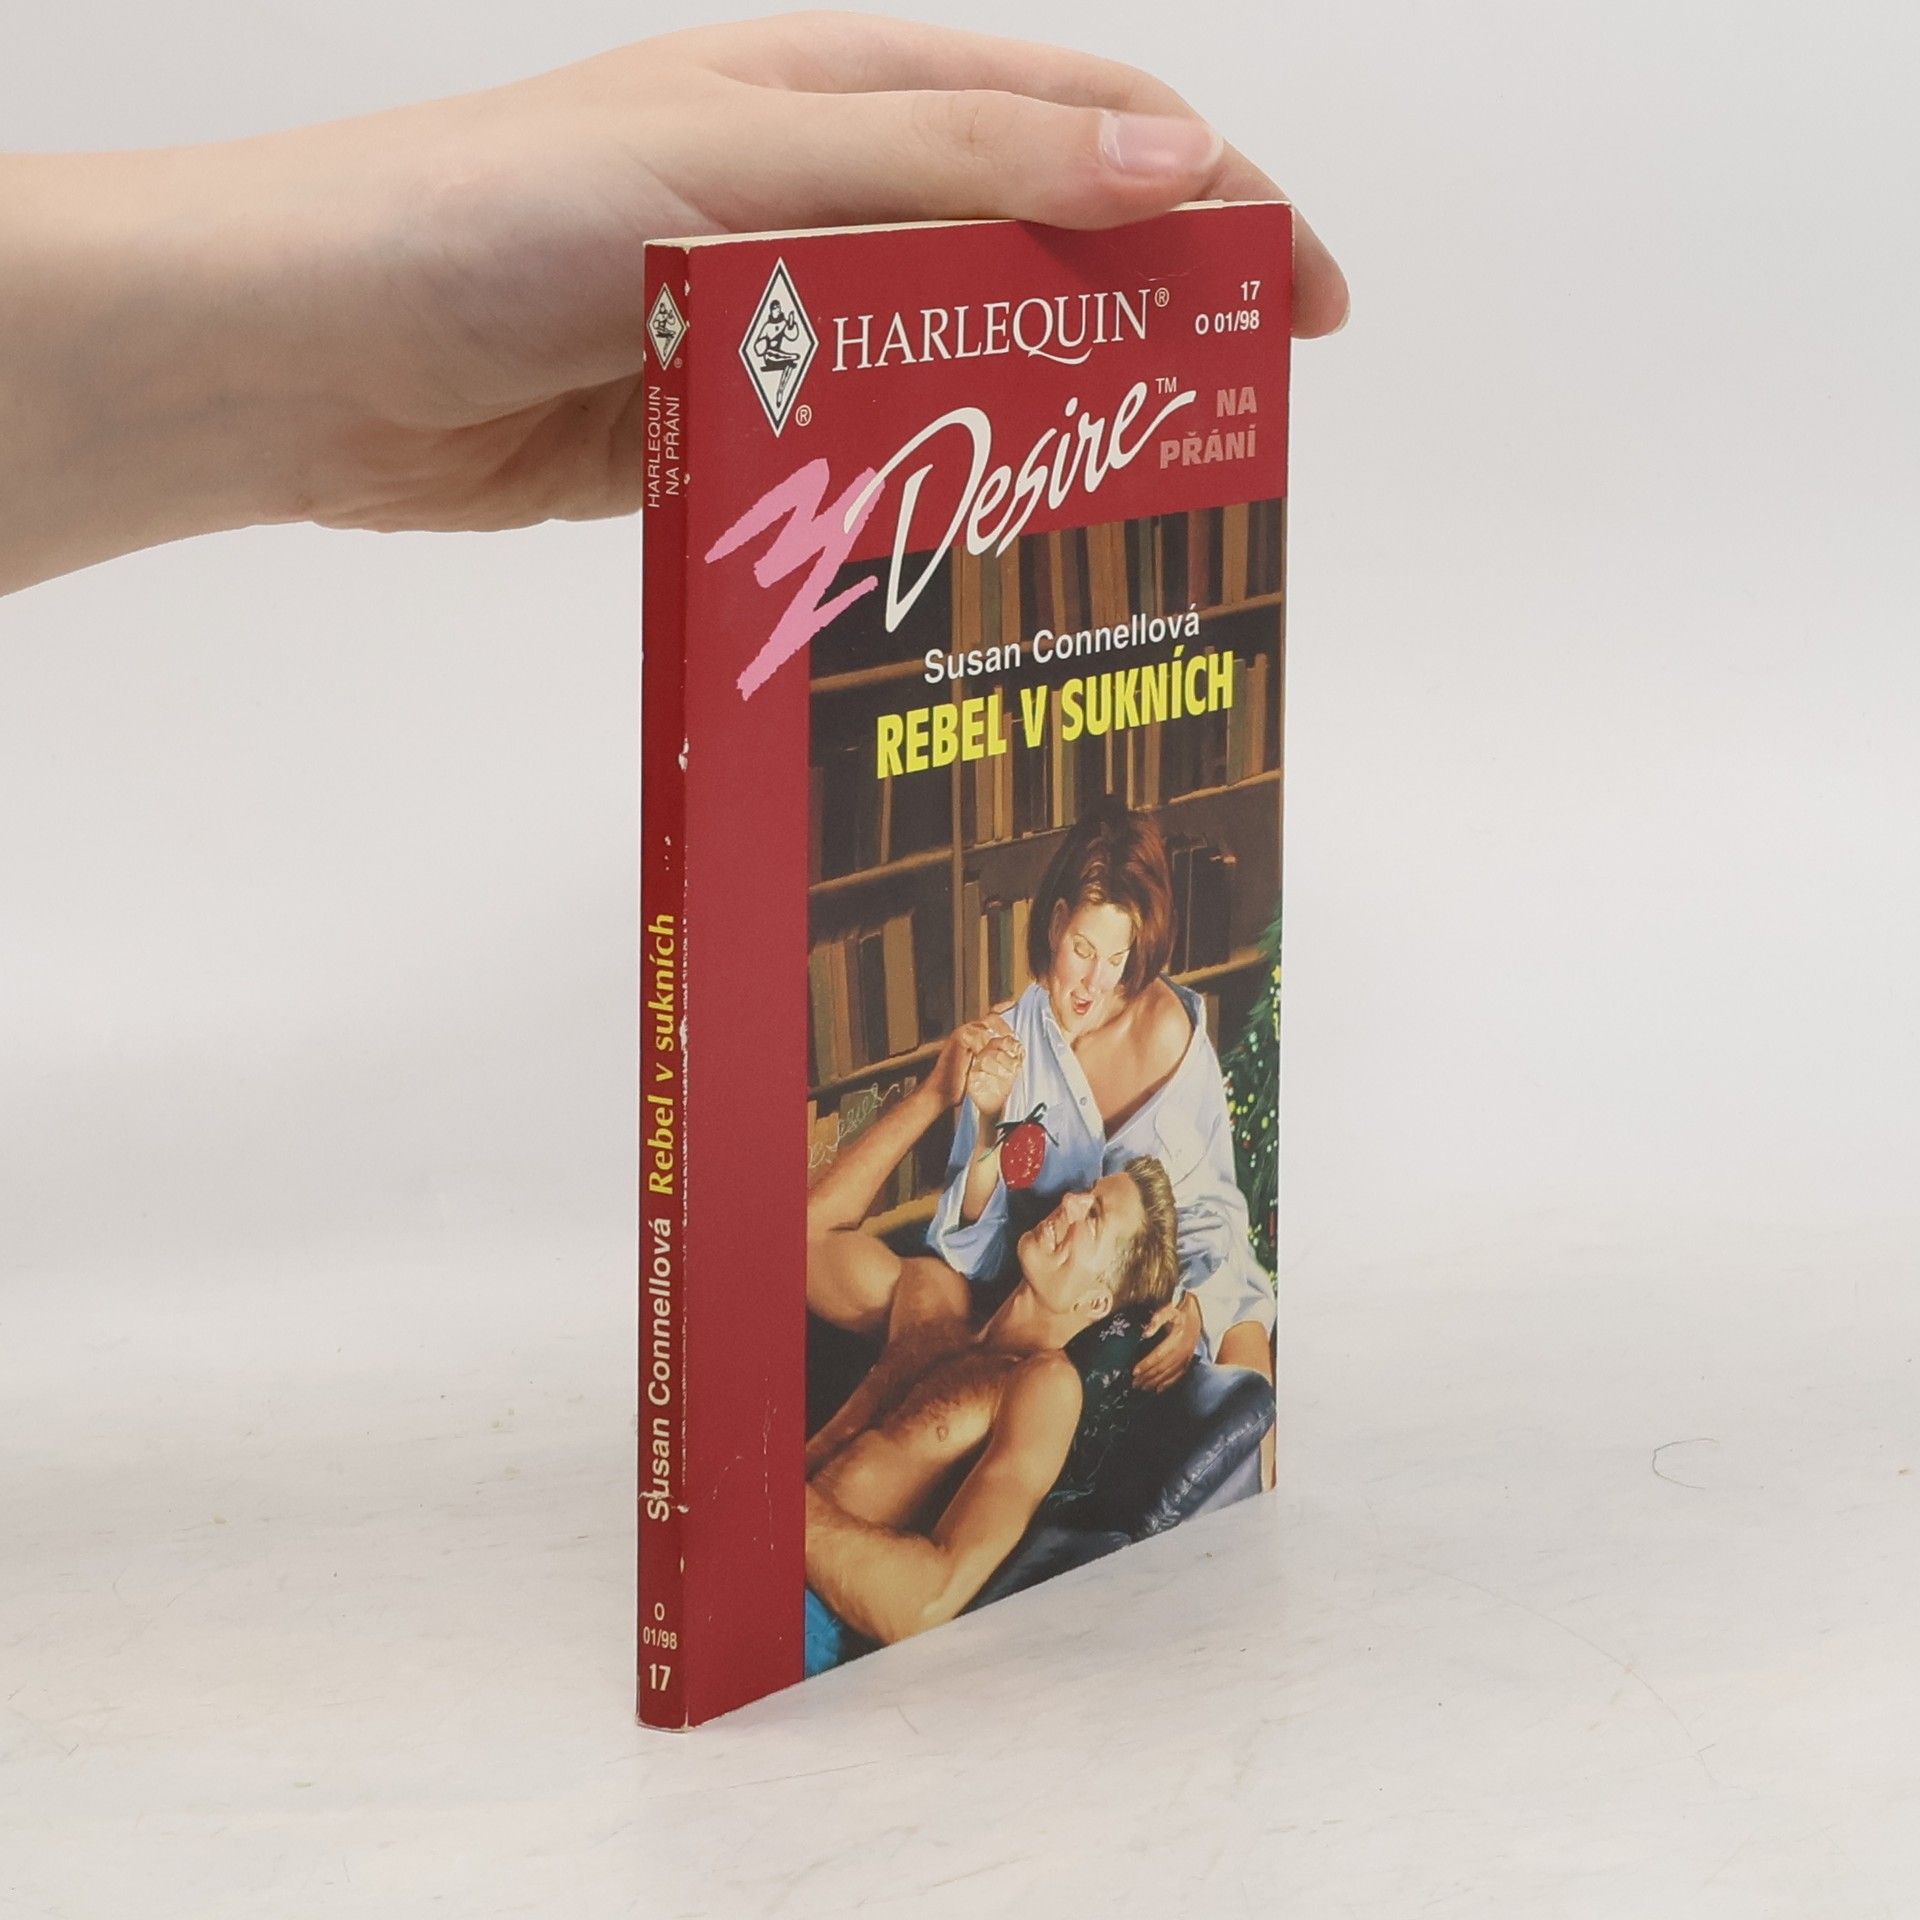 HARLEQUIN®
17
O 01/98
Desire™
NA
PŘÁNÍ
Susan Connellová
REBEL V SUKNÍCH
®
HARLEQUIN
NA PŘÁNÍ
®
Susan Connellová Rebel v sukních
O
01/98
17